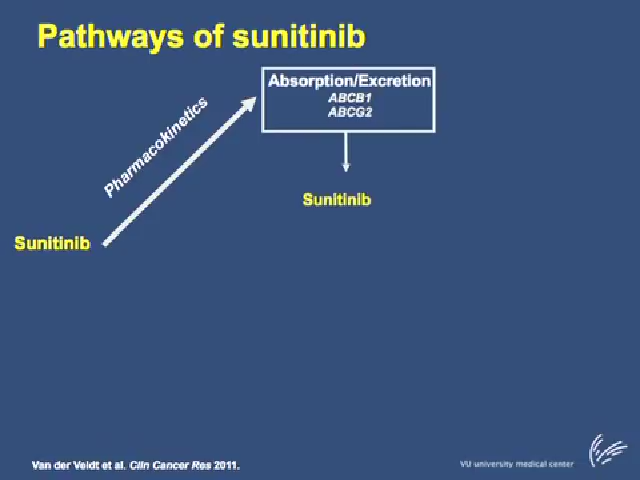 Pathways of sunitinib
Absorption/Excretion
ABCB1
ABCG2
Pharmacokinetics
Sunitinib
Sunitinib
Van der Veldt et al. Clin Cancer Res 2011.
VU university medical center